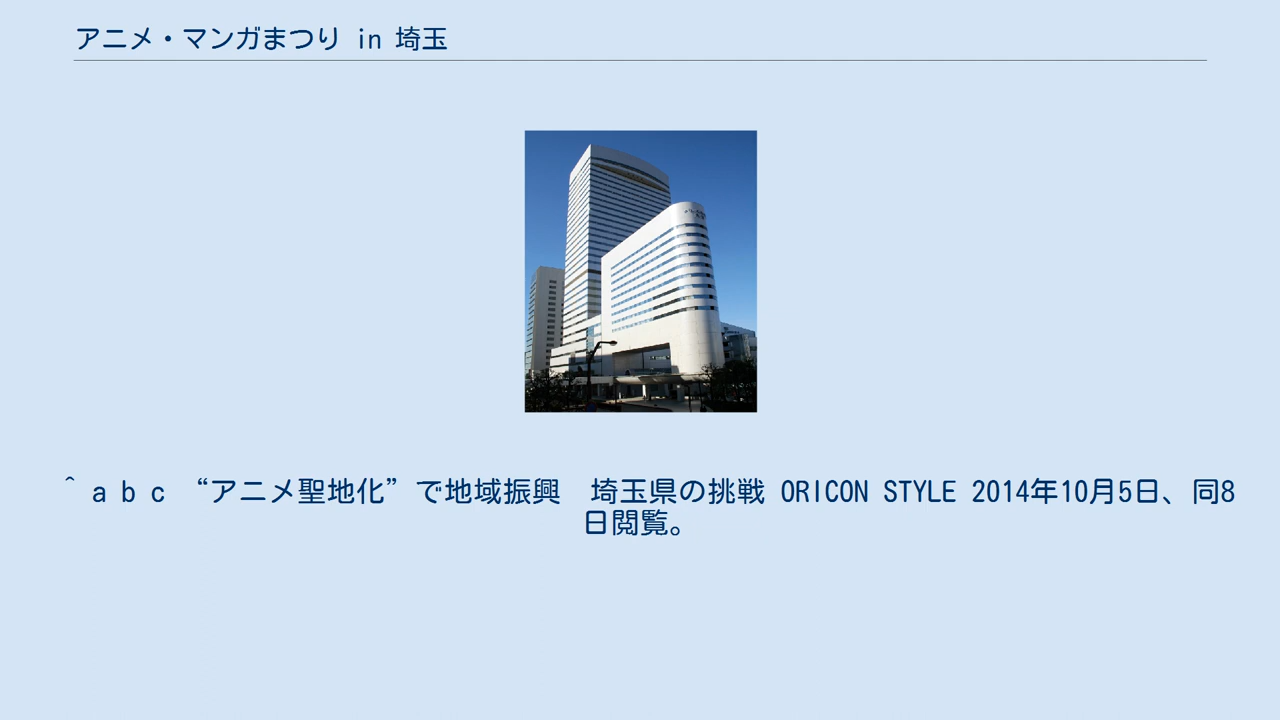 アニメ・マンガまつり in 埼玉
^ a b c “アニメ聖地化”で地域振興　埼玉県の挑戦 ORICON STYLE 2014年10月5日、同8
日閲覧。